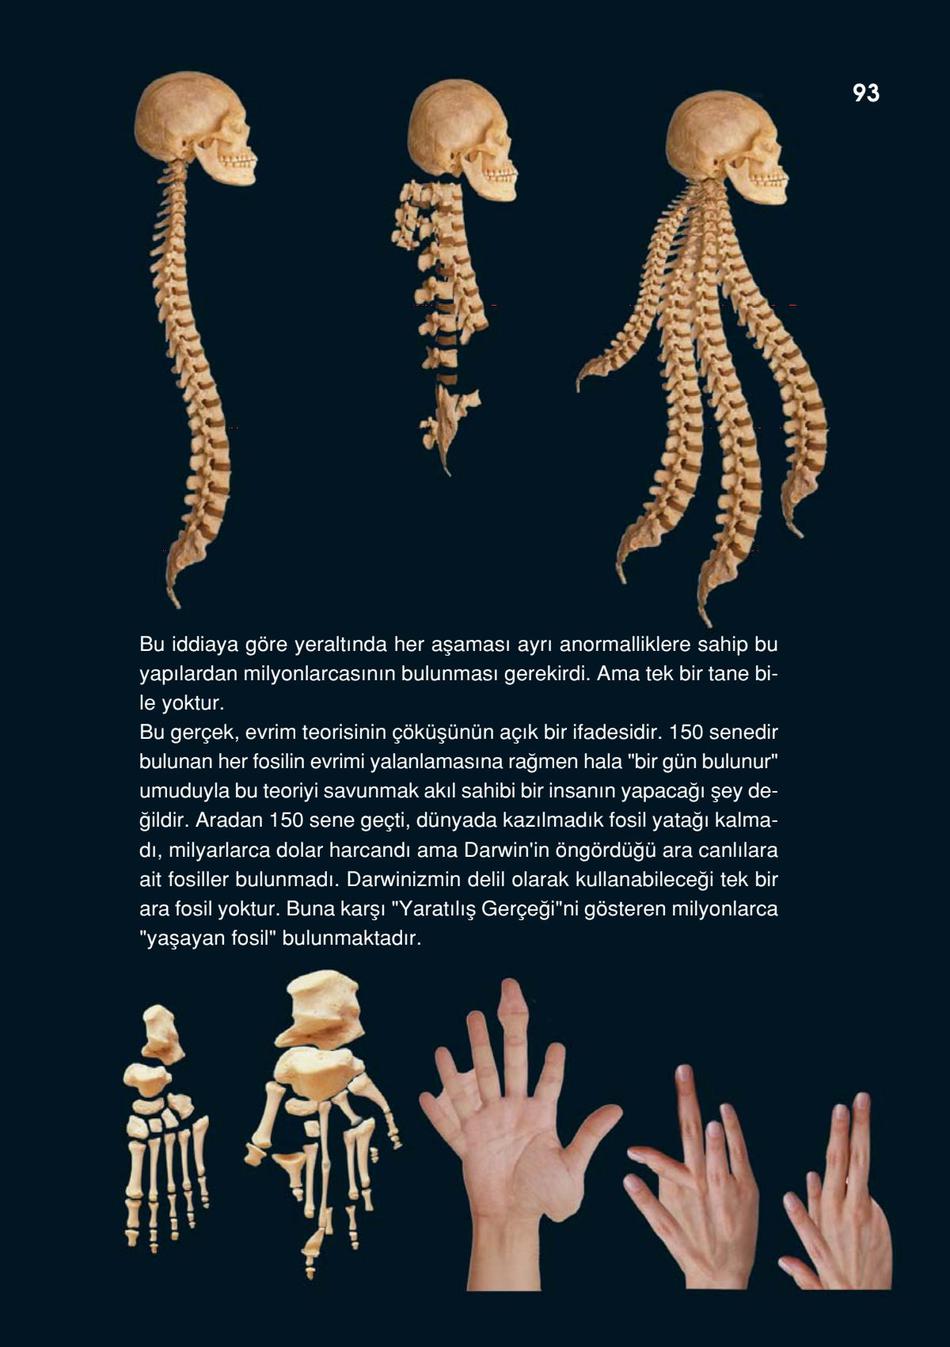 93
Bu iddiaya göre yeraltında her aşaması ayrı anormalliklere sahip bu
yapılardan milyonlarcasının bulunması gerekirdi. Ama tek bir tane bi-
le yoktur.
Bu gerçek, evrim teorisinin çöküşünün açık bir ifadesidir. 150 senedir
bulunan her fosilin evrimi yalanlamasına rağmen hala "bir gün bulunur"
umuduyla bu teoriyi savunmak akıl sahibi bir insanın yapacağı şey de-
ğildir. Aradan 150 sene geçti, dünyada kazılmadık fosil yatağı kalma-
dı, milyarlarca dolar harcandı ama Darwin'in öngördüğü ara canlılara
ait fosiller bulunmadı. Darwinizmin delil olarak kullanabileceği tek bir
ara fosil yoktur. Buna karşı "Yaratılış Gerçeği"ni gösteren milyonlarca
"yaşayan fosil" bulunmaktadır.